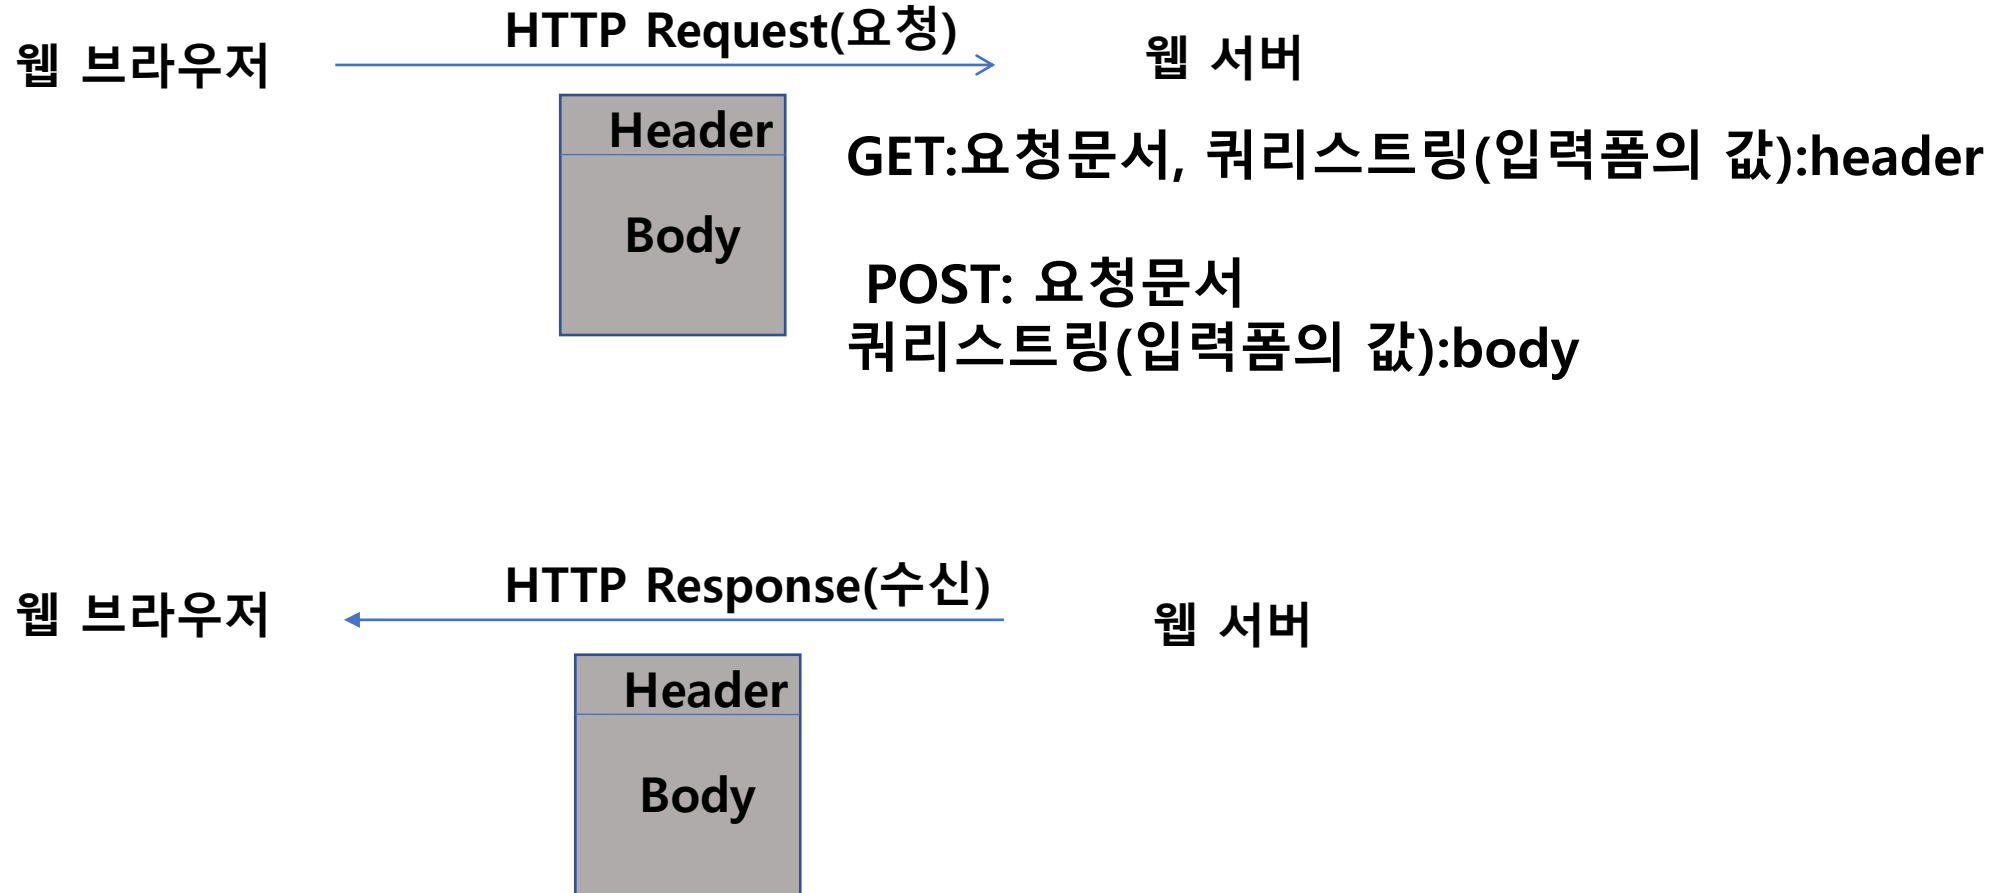 HTTP Request(요청)
웹 브라우저
웹 서버
Header
Body
GET:요청문서, 쿼리스트링(입력폼의 값):header
POST: 요청문서
쿼리스트링(입력폼의 값):body
HTTP Response(수신)
웹 브라우저
웹 서버
Header
Body